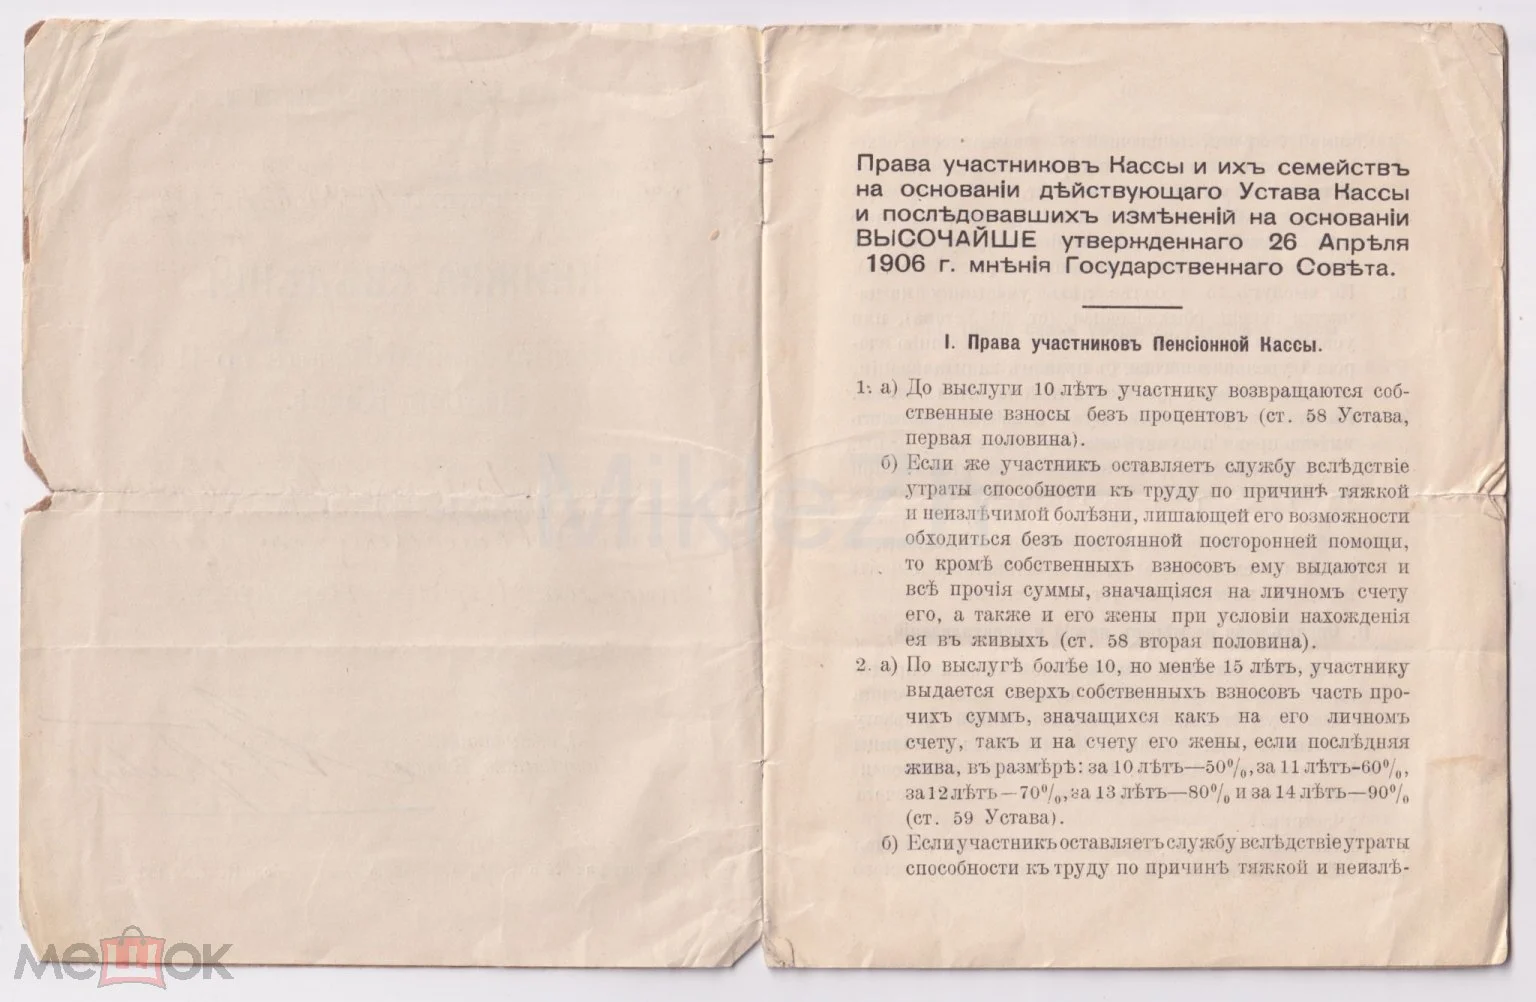 Права участниковъ Кассы и ихъ семействъ
на основаніи дѣйствующаго Устава Кассы
и послѣдовавшихъ измѣненій на основаніи
ВЫСОЧАЙШЕ утвержденнаго 26 Апрѣля
1906 г. мнѣнія Государственнаго Совѣта.
I. Права участниковъ Пенсіонной Кассы.
1. а) До выслуги 10 лѣтъ участнику возвращаются соб-
ственные взносы безъ процентовъ (ст. 58 Устава,
первая половина).
б) Если же участникъ оставляетъ службу вслѣдствіе
утраты способности къ труду по причинѣ тяжкой
и неизлѣчимой болѣзни, лишающей его возможности
обходиться безъ постоянной посторонней помощи,
то кромѣ собственныхъ взносовъ ему выдаются и
всѣ прочія суммы, значащіяся на личномъ счету
его, а также и его жены при условіи нахожденія
ея въ живыхъ (ст. 58 вторая половина).
2. а) По выслугѣ болѣе 10, но менѣе 15 лѣтъ, участнику
выдается сверхъ собственныхъ взносовъ часть про-
чихъ суммъ, значащихся какъ на его личномъ
счету, такъ и на счету его жены, если послѣдняя
жива, въ размѣрѣ: за 10 лѣтъ—50%, за 11 лѣтъ-60%,
за 12 лѣтъ—70%, за 13 лѣтъ—80% и за 14 лѣтъ—90%
(ст. 59 Устава).
б) Если участникъ оставляетъ службу вслѣдствіе утраты
способности къ труду по причинѣ тяжкой и неизлѣ-
мешок